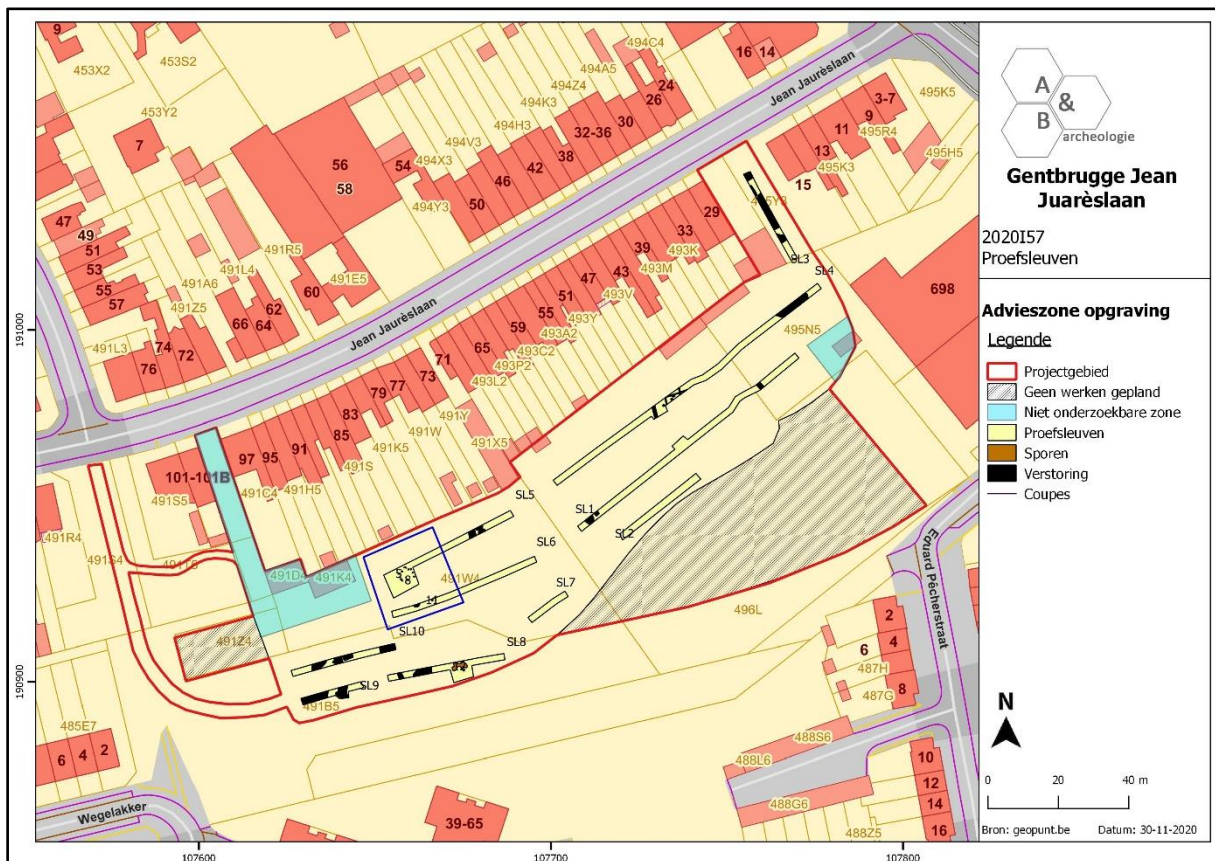 9
453X2
453S2
453Y2
7
494C4
24
16
14
26
494A5
494Z4
494K3
30
32-36
494H3
38
494V3
42
494X3
46
54
50
494Y3
56
58
Jean Jaurèslaan
3-7
9
11
13
15
495K5
495R4
495H5
495K3
47
49
51
53
55
57
491R5
491L4
491A6
491Z5
491E5
60
62
64
66
74
72
76
491L3
Jean Jaurèslaan
29
33
493K
39
493M
43
493V
47
51
493Y
55
493A2
59
493C2
493P2
65
493L2
71
73
77
491Y
79
491W
83
491K5
85
491S
491X5
91
491H5
95
491C4
97
101-101B
491S5
491R4
491S4
SL3
SL4
698
495N5
SL5
SL1
SL2
SL6
SL7
491W4
491D4
491K4
SL10
SL8
SL9
491Z4
491B5
496L
485E7
6
4
2
Wegelakker
39-65
Eduard Pêcherstraat
2
4
6
8
487H
487G
488S6
488L6
488G6
488Z5
10
12
14
16
191000
190900
107600
107700
107800
A
&
B
archeologie
Gentbrugge Jean
Juarèslaan
2020I57
Proefsleuven
Advieszone opgraving
Legende
Projectgebied
Geen werken gepland
Niet onderzoekbare zone
Proefsleuven
Sporen
Verstoring
Coupes
N
0 20 40 m
Bron: geopunt.be Datum: 30-11-2020